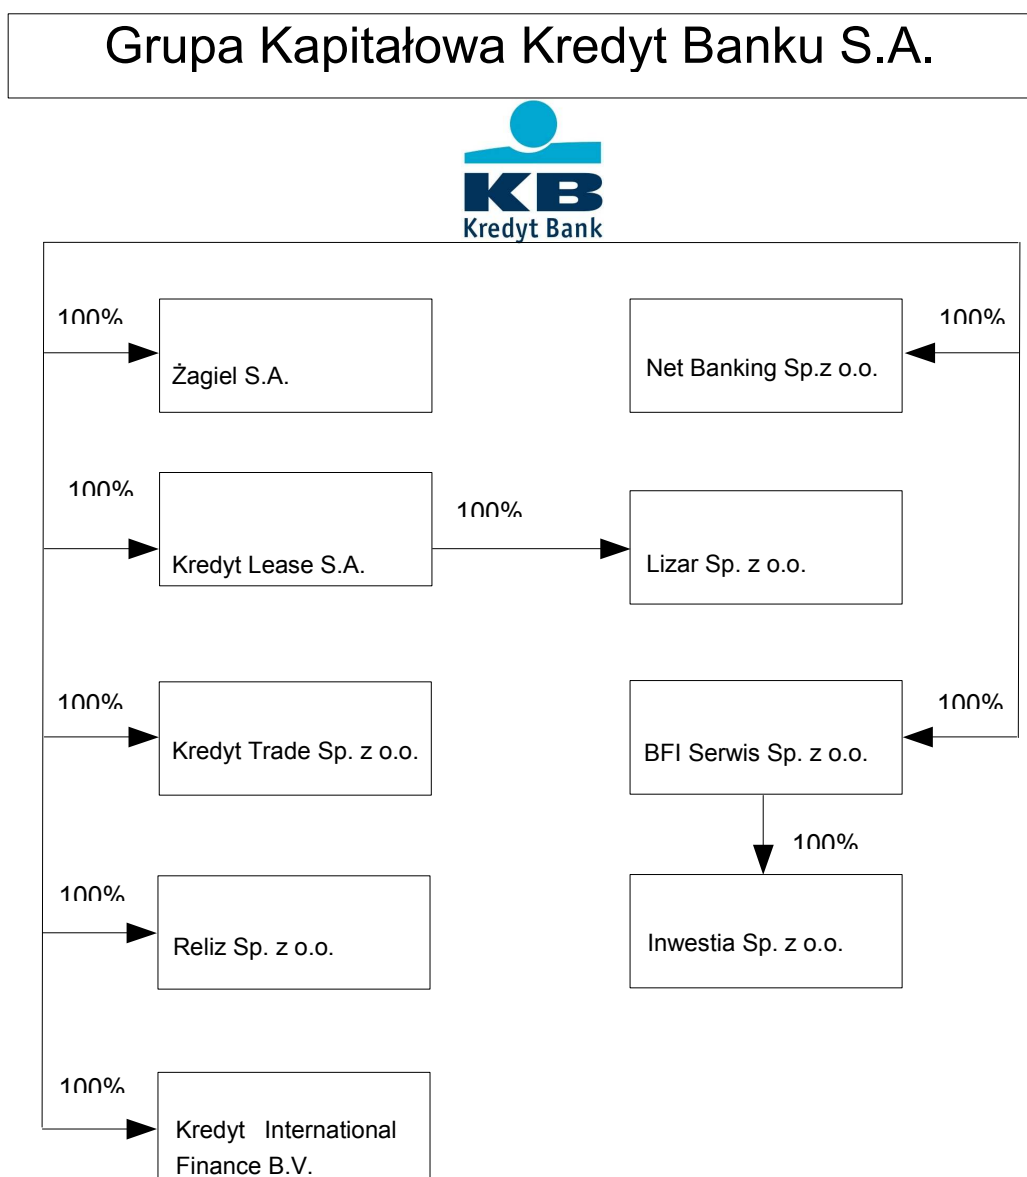 Grupa Kapitałowa Kredyt Banku S.A.
KB
Kredyt Bank
100%
100%
Żagiel S.A.
Net Banking Sp.z o.o.
100%
100%
Kredyt Lease S.A.
Lizar Sp. z o.o.
100%
100%
Kredyt Trade Sp. z o.o.
BFI Serwis Sp. z o.o.
100%
100%
Reliz Sp. z o.o.
Inwestia Sp. z o.o.
100%
Kredyt International
Finance B.V.